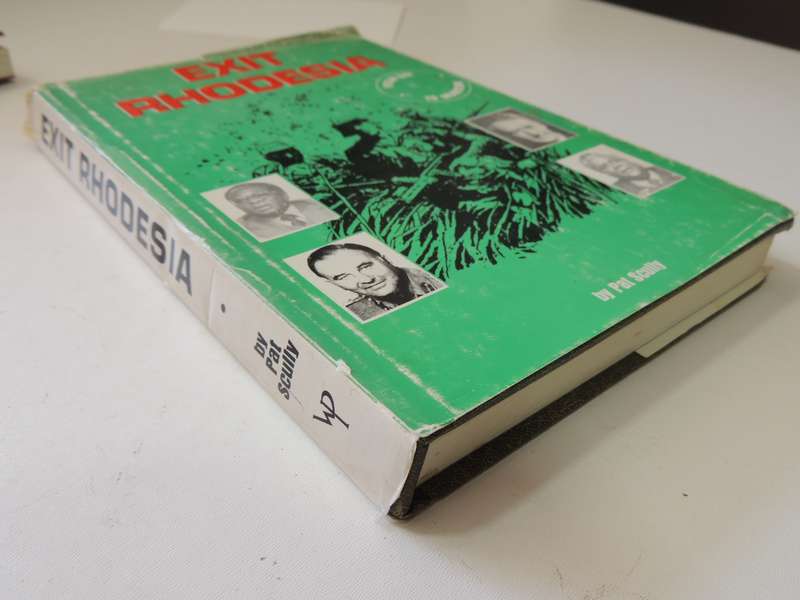 EXIT
RHODESIA
by Pat Scully
EXIT RHODESIA
by
Pat
Scully
WP